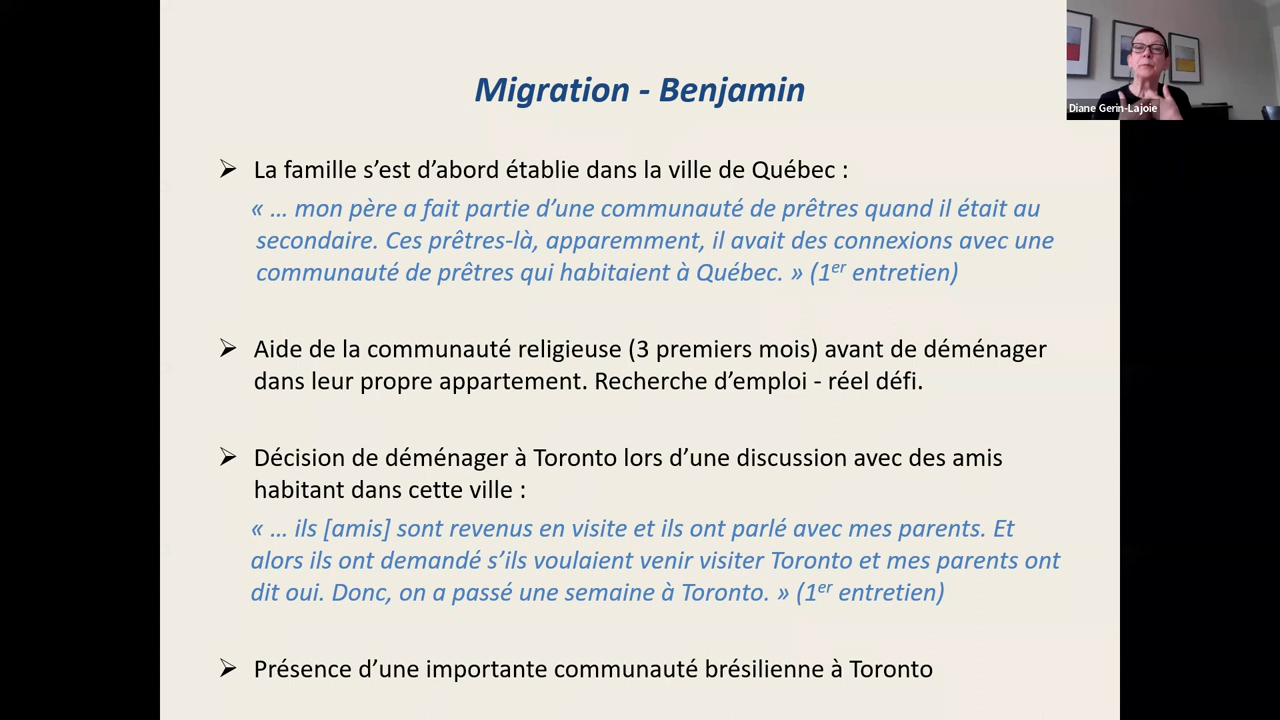 Migration - Benjamin
Diane Gerin-Lajoie
➢ La famille s’est d’abord établie dans la ville de Québec :
« … mon père a fait partie d’une communauté de prêtres quand il était au
secondaire. Ces prêtres-là, apparemment, il avait des connexions avec une
communauté de prêtres qui habitaient à Québec. » (1er entretien)
➢ Aide de la communauté religieuse (3 premiers mois) avant de déménager
dans leur propre appartement. Recherche d’emploi - réel défi.
➢ Décision de déménager à Toronto lors d’une discussion avec des amis
habitant dans cette ville :
« … ils [amis] sont revenus en visite et ils ont parlé avec mes parents. Et
alors ils ont demandé s’ils voulaient venir visiter Toronto et mes parents ont
dit oui. Donc, on a passé une semaine à Toronto. » (1er entretien)
➢ Présence d’une importante communauté brésilienne à Toronto